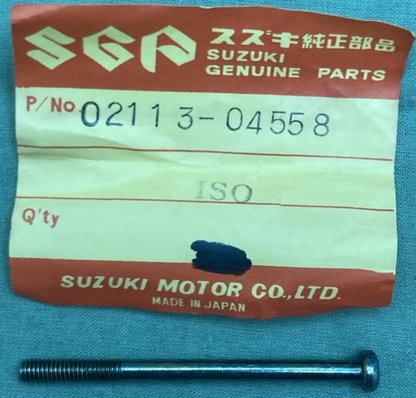 SGP スズキ純正部品
SUZUKI
GENUINE PARTS
P/No. 02113-04558
ISO
Q'ty
SUZUKI MOTOR CO.,LTD.
MADE IN JAPAN